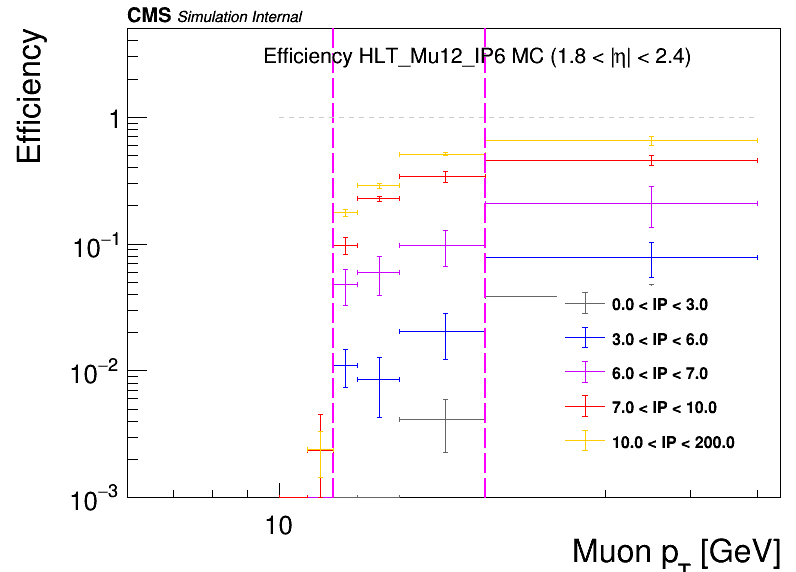 CMS Simulation Internal
Efficiency HLT_Mu12_IP6 MC (1.8 < |η| < 2.4)
Efficiency
1
10⁻¹
10⁻²
10⁻³
0.0 < IP < 3.0
3.0 < IP < 6.0
6.0 < IP < 7.0
7.0 < IP < 10.0
10.0 < IP < 200.0
10
Muon p_T [GeV]